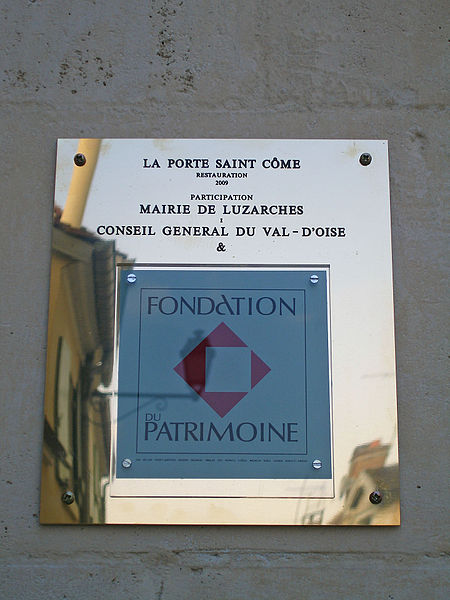 LA PORTE SAINT CÔME
RESTAURATION
2009
PARTICIPATION
MAIRIE DE LUZARCHES
I
CONSEIL GENERAL DU VAL-D'OISE
&
FONDATION
DU
PATRIMOINE